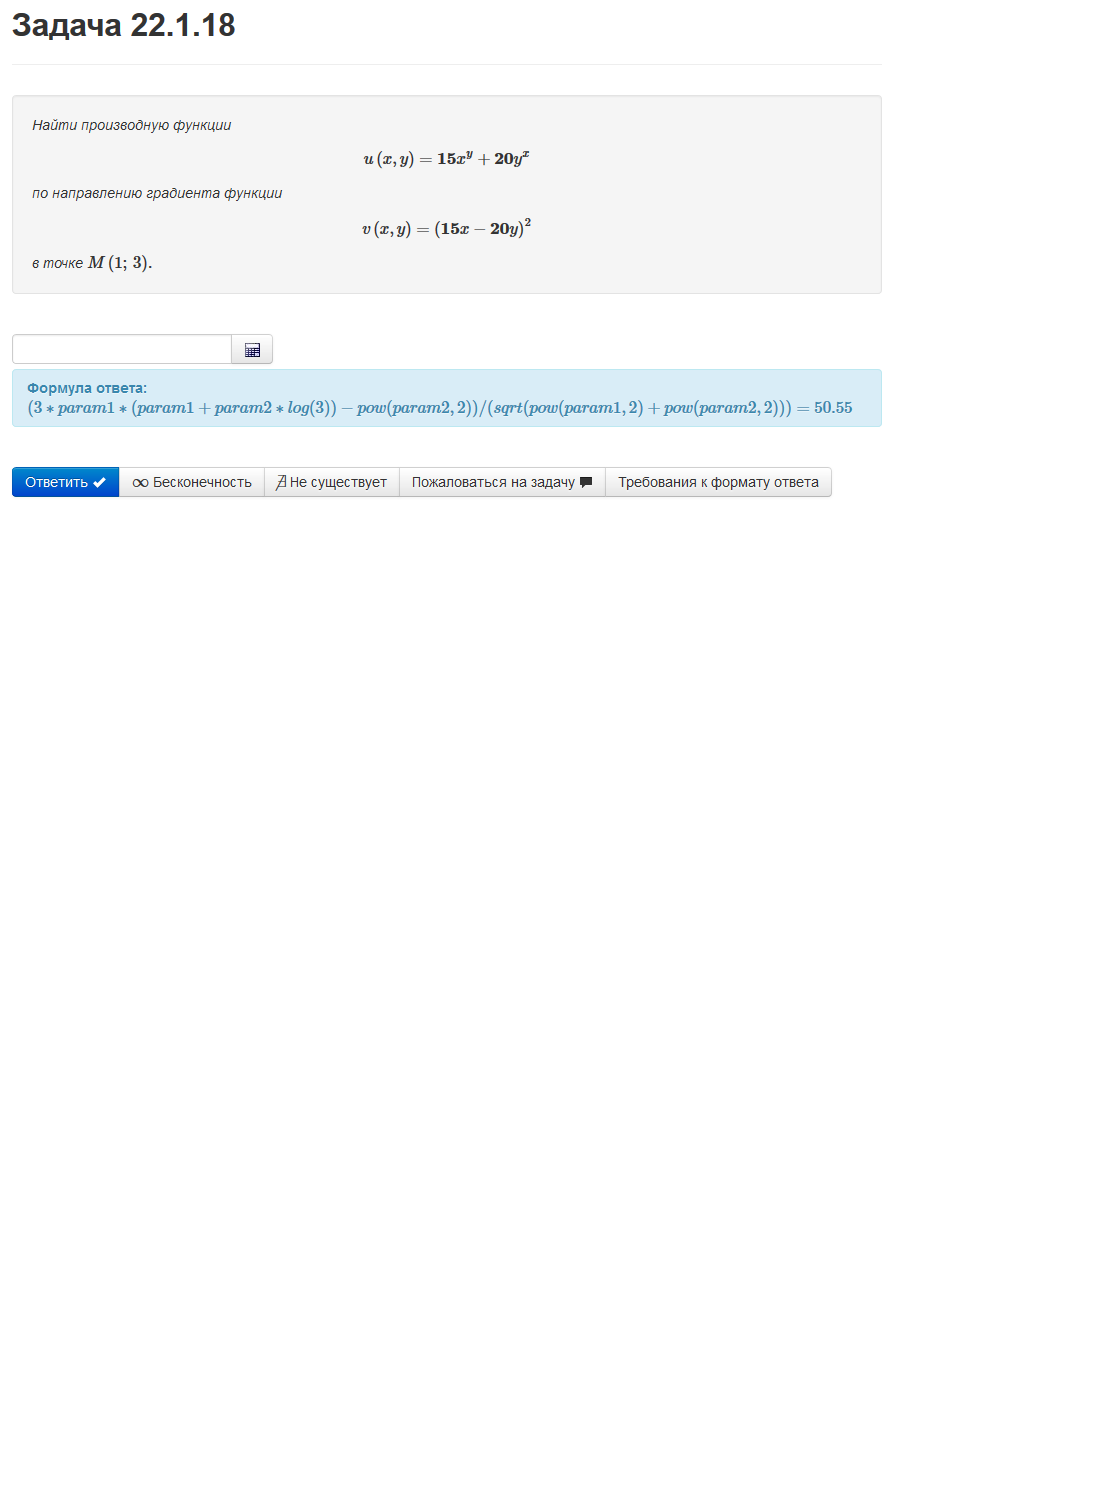 Задача 22.1.18
Найти производную функции
u (x, y) = 15x^y + 20y^x
по направлению градиента функции
v (x, y) = (15x − 20y)^2
в точке M (1; 3).
Формула ответа:
(3 ∗ param1 ∗ (param1 + param2 ∗ log(3)) − pow(param2, 2))/(sqrt(pow(param1, 2) + pow(param2, 2))) = 50.55
Ответить ✔ ∞ Бесконечность ∄ Не существует Пожаловаться на задачу Требования к формату ответа